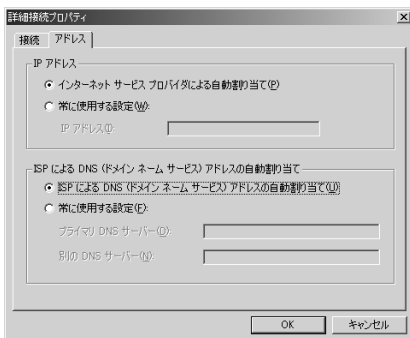 詳細接続プロパティ
接続 アドレス
IP アドレス
インターネット サービス プロバイダによる自動割り当て(P)
常に使用する設定(W):
IP アドレス(I):
ISP による DNS (ドメイン ネーム サービス) アドレスの自動割り当て
ISP による DNS (ドメイン ネーム サービス) アドレスの自動割り当て(U)
常に使用する設定(F):
プライマリ DNS サーバー(D):
別の DNS サーバー(N):
OK キャンセル